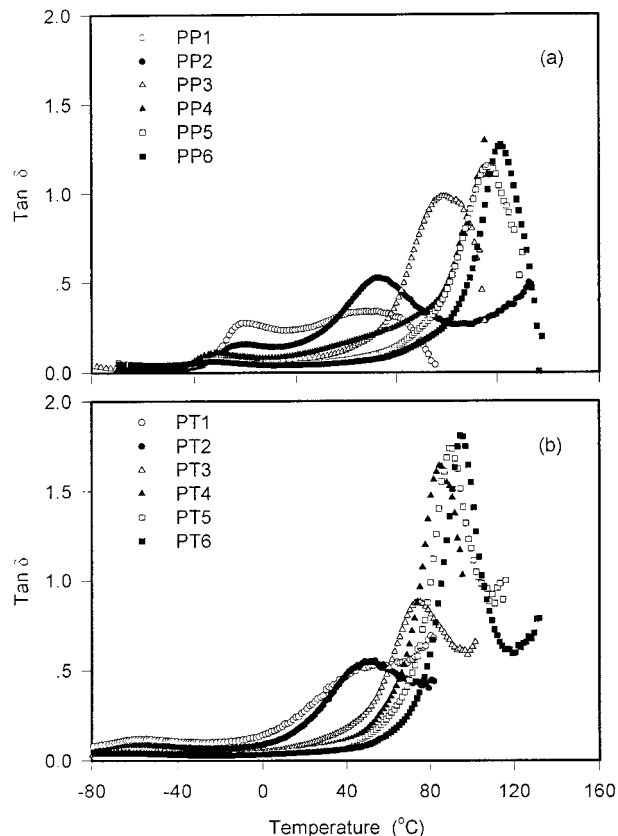 2.0
(a)
PP1
PP2
PP3
PP4
PP5
PP6
1.5
1.0
.5
0.0
Tan δ
2.0
(b)
PT1
PT2
PT3
PT4
PT5
PT6
1.5
1.0
.5
0.0
Tan δ
-80 -40 0 40 80 120 160
Temperature (°C)